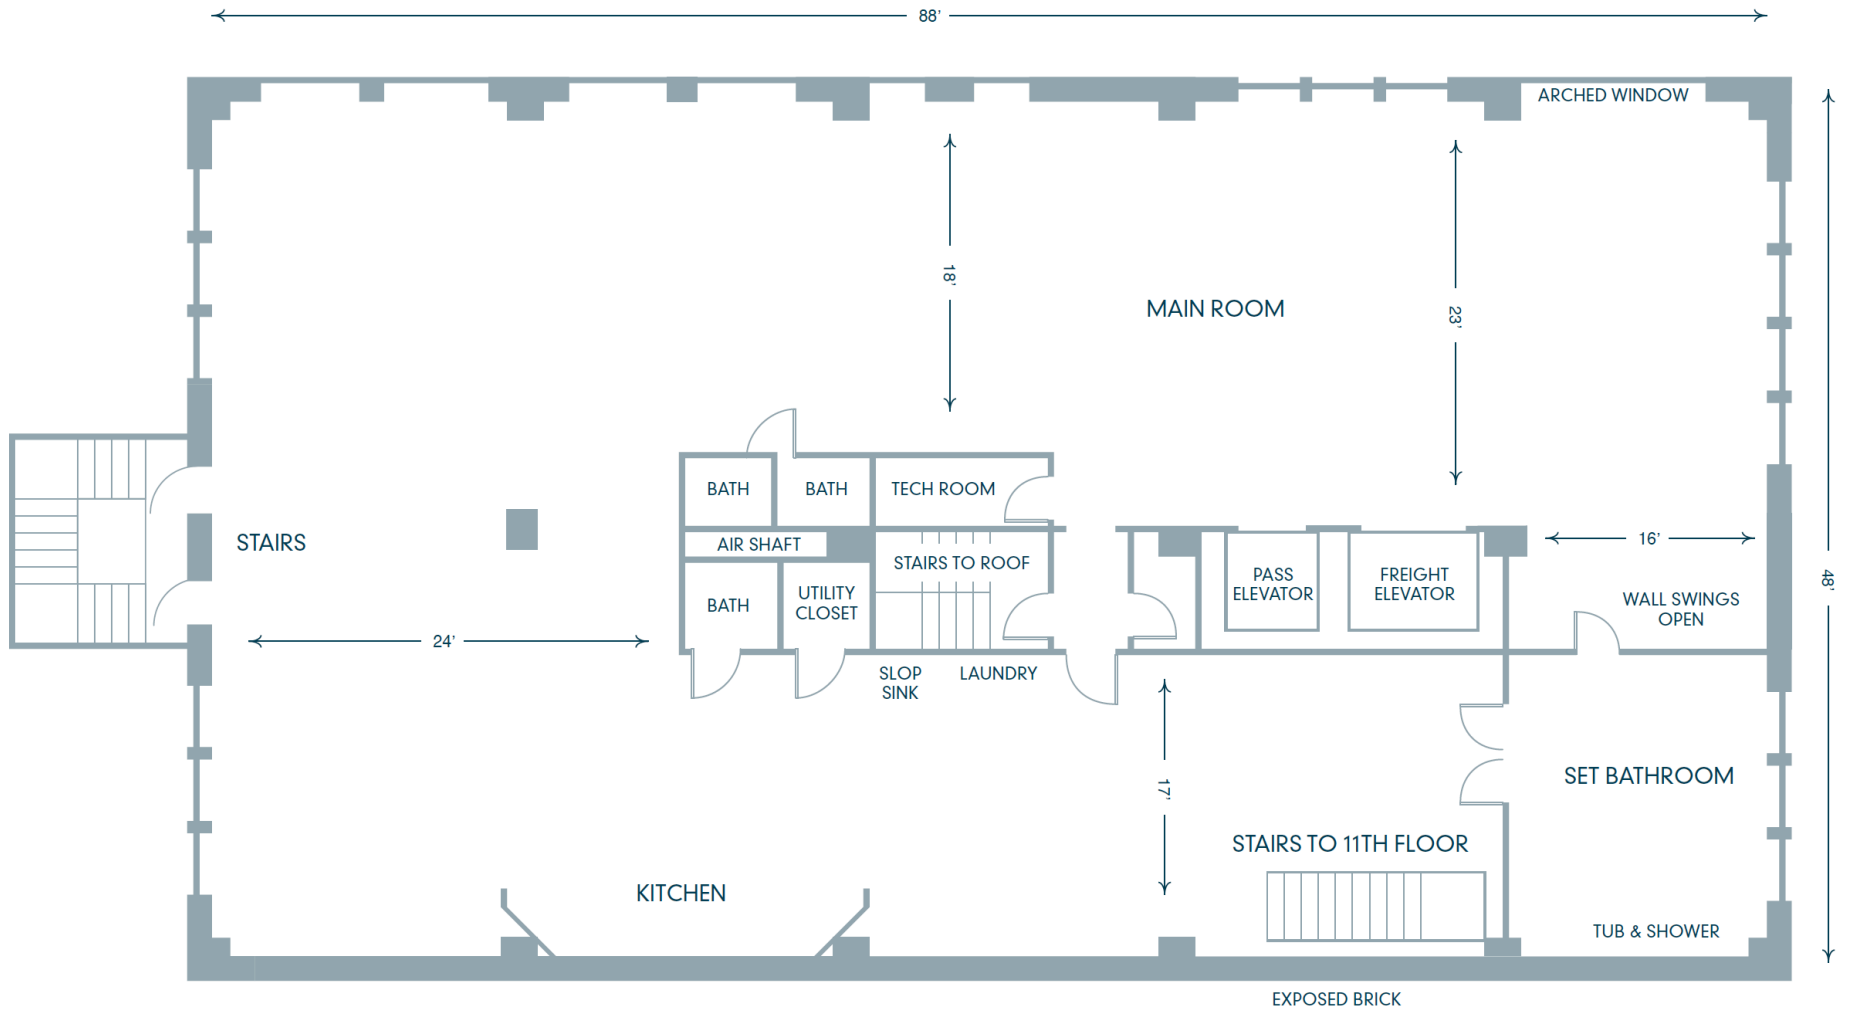 88’
ARCHED WINDOW
18’
MAIN ROOM
23’
48’
BATH
BATH
TECH ROOM
STAIRS
AIR SHAFT
STAIRS TO ROOF
16’
PASS
ELEVATOR
FREIGHT
ELEVATOR
BATH
UTILITY
CLOSET
WALL SWINGS
OPEN
24’
SLOP
SINK
LAUNDRY
17’
SET BATHROOM
STAIRS TO 11TH FLOOR
KITCHEN
TUB & SHOWER
EXPOSED BRICK